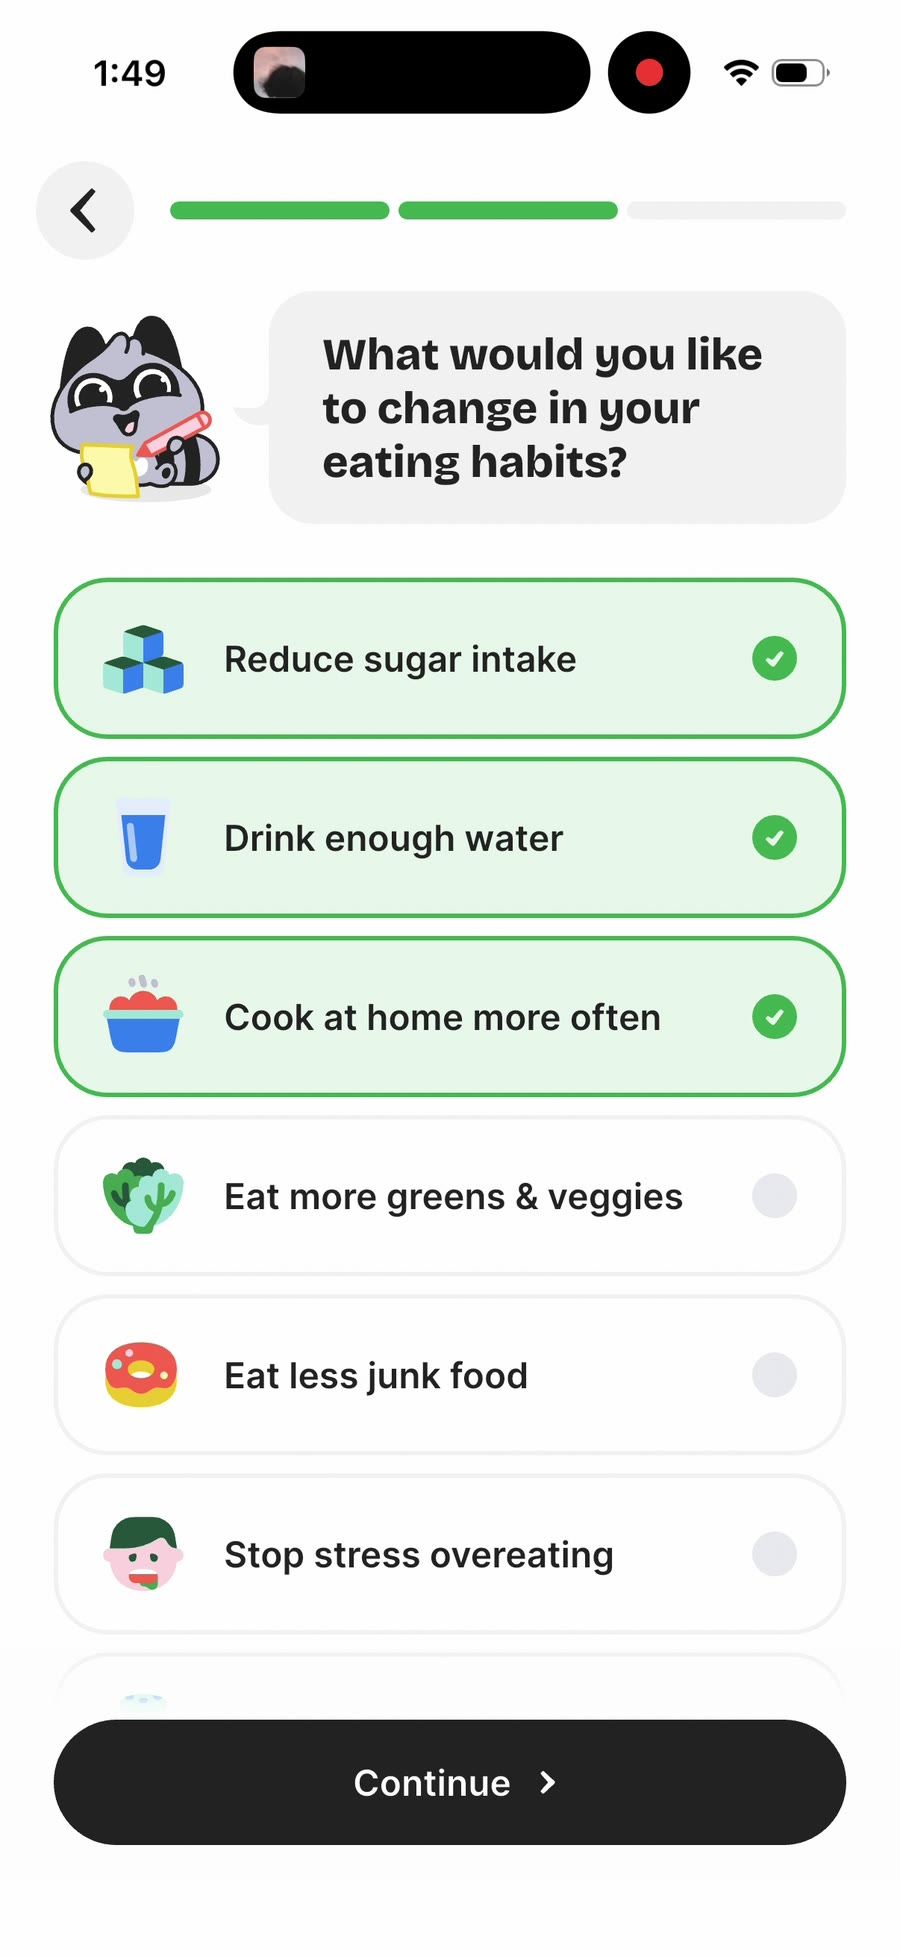 1:49
What would you like
to change in your
eating habits?
Reduce sugar intake
Drink enough water
Cook at home more often
Eat more greens & veggies
Eat less junk food
Stop stress overeating
Continue